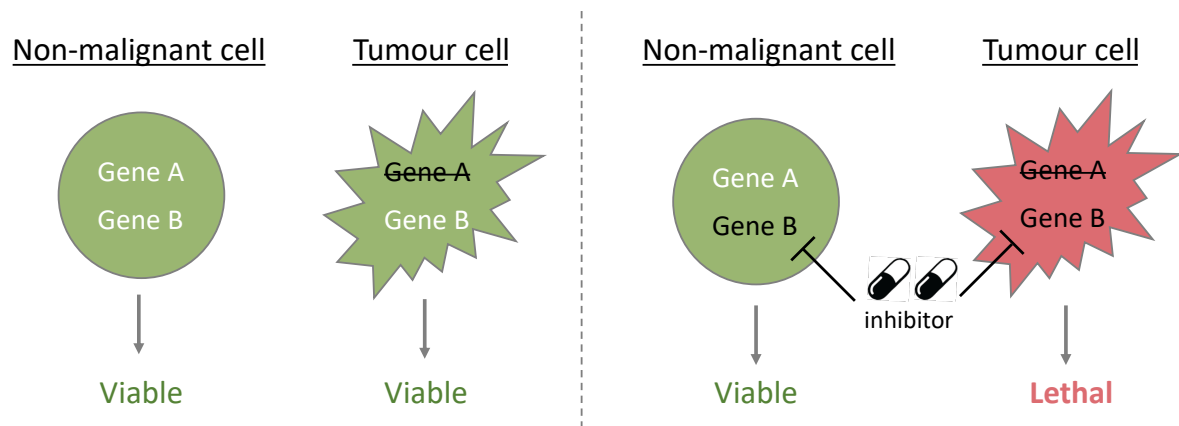 Non-malignant cell
Tumour cell
Gene A
Gene B
Gene A
Gene B
Viable
Viable
Non-malignant cell
Tumour cell
Gene A
Gene B
Gene A
Gene B
inhibitor
Viable
Lethal